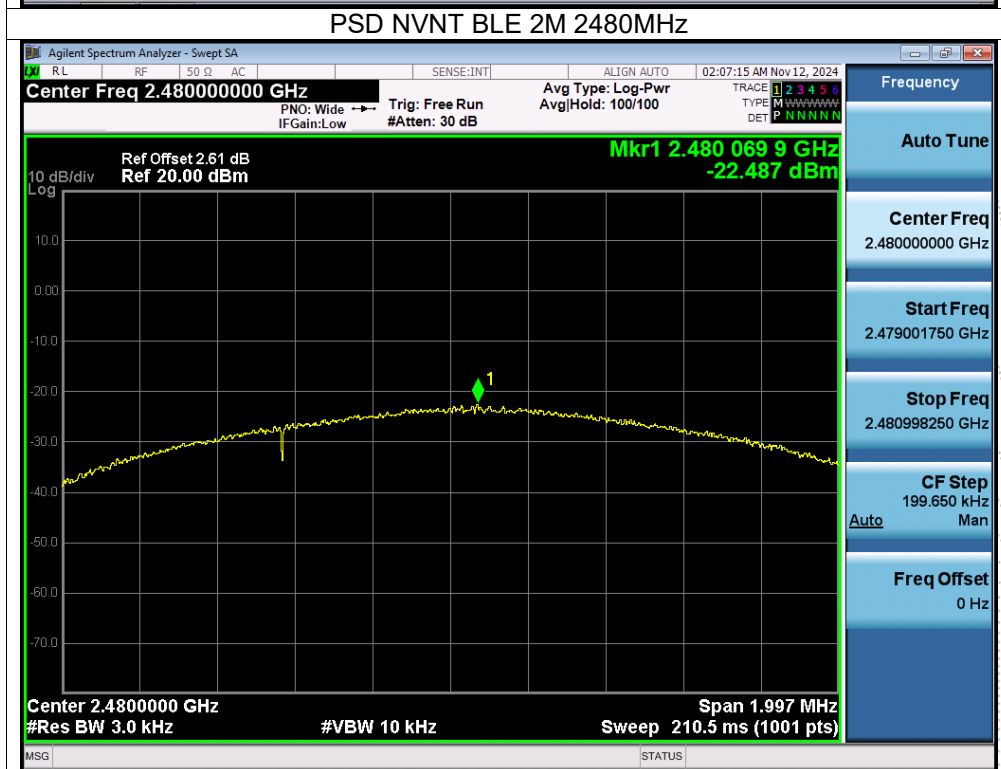 PSD NVNT BLE 2M 2480MHz
Agilent Spectrum Analyzer - Swept SA
LXI RL RF 50 Ω AC SENSE:INT ALIGN AUTO 02:07:15 AM Nov 12, 2024
Center Freq 2.480000000 GHz
PNO: Wide
IFGain:Low
Trig: Free Run
#Atten: 30 dB
Avg Type: Log-Pwr
Avg|Hold: 100/100
TRACE 1 2 3 4 5 6
TYPE M WWWWW
DET P N N N N N
Ref Offset 2.61 dB
10 dB/div Ref 20.00 dBm
Log
Mkr1 2.480 069 9 GHz
-22.487 dBm
10.0
0.00
-10.0
-20.0
-30.0
-40.0
-50.0
-60.0
-70.0
1
Center 2.4800000 GHz Span 1.997 MHz
#Res BW 3.0 kHz #VBW 10 kHz Sweep 210.5 ms (1001 pts)
MSG STATUS
Frequency
Auto Tune
Center Freq
2.480000000 GHz
Start Freq
2.479001750 GHz
Stop Freq
2.480998250 GHz
CF Step
199.650 kHz
Auto Man
Freq Offset
0 Hz